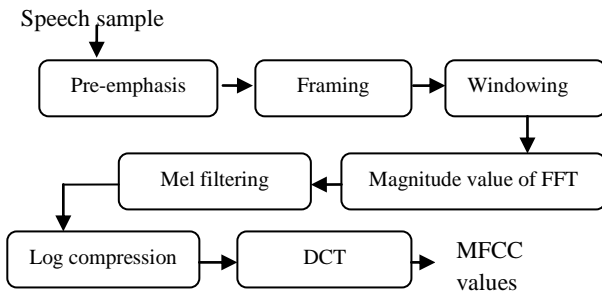 Speech sample
Pre-emphasis
Framing
Windowing
Magnitude value of FFT
Mel filtering
Log compression
DCT
MFCC
values